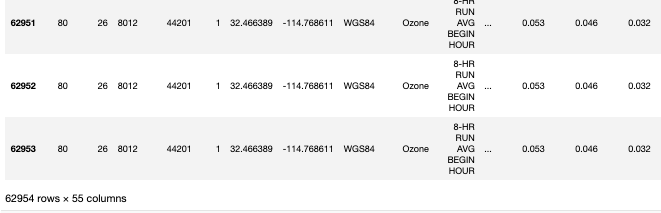 8-HR
RUN
62951 80 26 8012 44201 1 32.466389 -114.768611 WGS84 Ozone AVG ... 0.053 0.046 0.032
BEGIN
HOUR
8-HR
RUN
62952 80 26 8012 44201 1 32.466389 -114.768611 WGS84 Ozone AVG ... 0.053 0.046 0.032
BEGIN
HOUR
8-HR
RUN
62953 80 26 8012 44201 1 32.466389 -114.768611 WGS84 Ozone AVG ... 0.053 0.046 0.032
BEGIN
HOUR
62954 rows × 55 columns